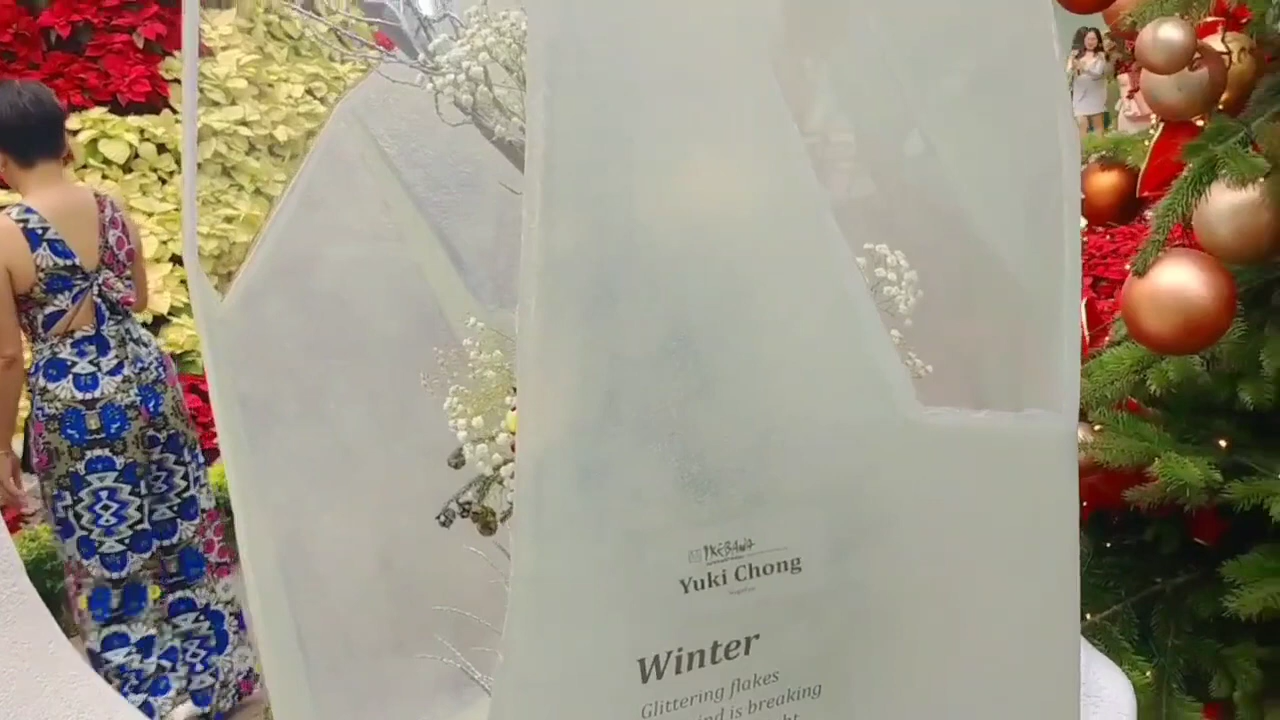 IKEBANA
Yuki Chong
Winter
Glittering flakes
is breaking